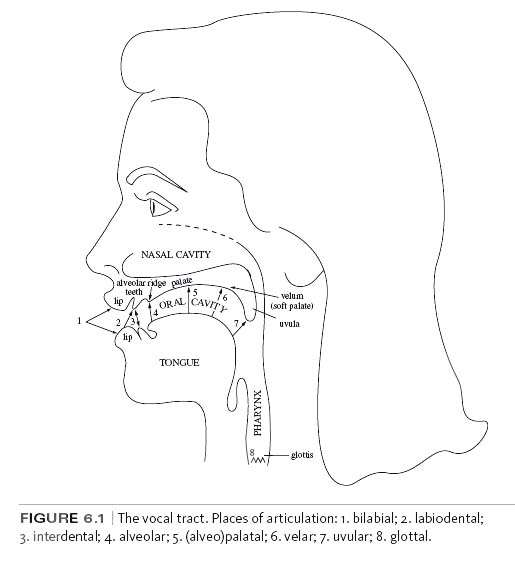 NASAL CAVITY
alveolar ridge palate
teeth
lip
5
6
ORAL CAVITY
4
velum
(soft palate)
uvula
1
2
3
7
lip
TONGUE
PHARYNX
8
glottis
FIGURE 6.1 | The vocal tract. Places of articulation: 1. bilabial; 2. labiodental;
3. interdental; 4. alveolar; 5. (alveo)palatal; 6. velar; 7. uvular; 8. glottal.